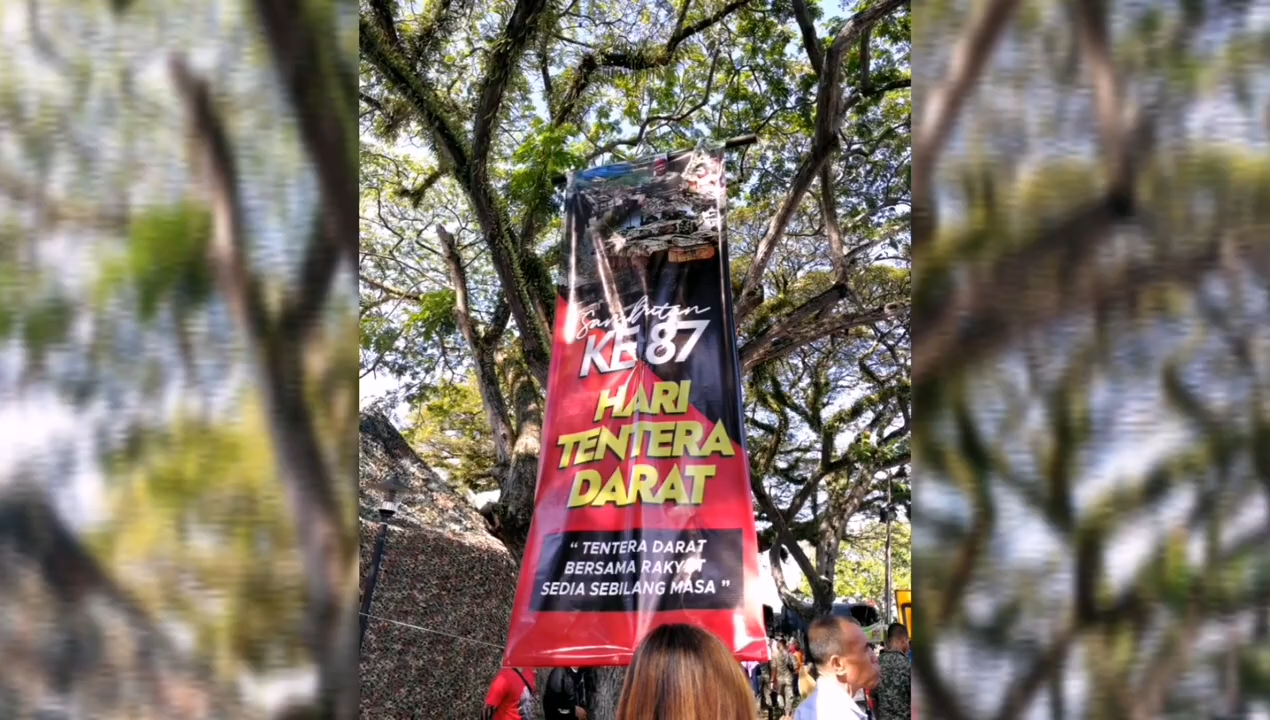 Sambutan
KE 87
HARI
TENTERA
DARAT
“ TENTERA DARAT
BERSAMA RAKYAT
SEDIA SEBILANG MASA ”